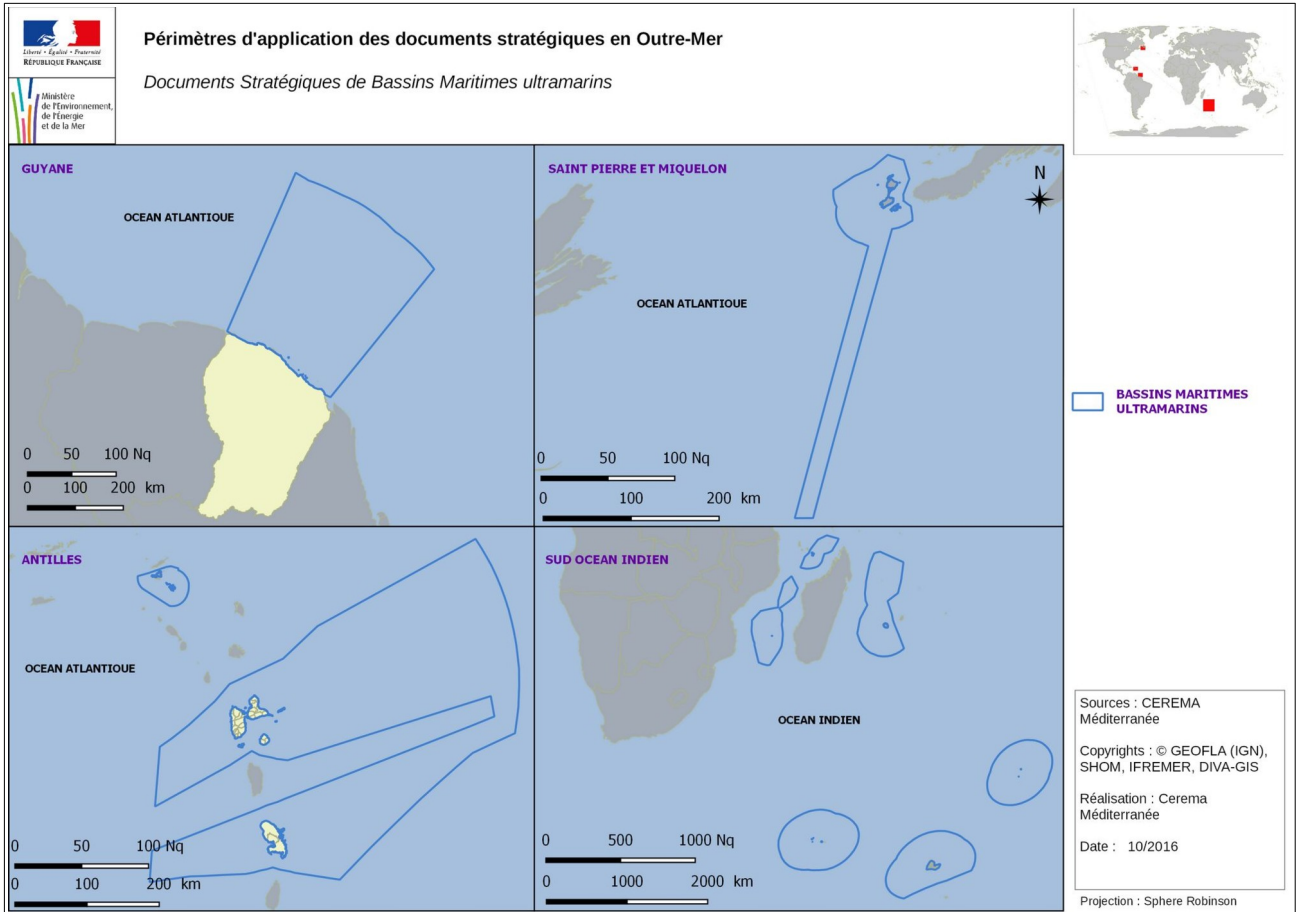 Liberté • Égalité • Fraternité
RÉPUBLIQUE FRANÇAISE
Ministère
de l'Environnement,
de l'Énergie
et de la Mer
Périmètres d'application des documents stratégiques en Outre-Mer
Documents Stratégiques de Bassins Maritimes ultramarins
GUYANE
OCEAN ATLANTIQUE
0 50 100 Nq
0 100 200 km
SAINT PIERRE ET MIQUELON
N
OCEAN ATLANTIQUE
0 50 100 Nq
0 100 200 km
ANTILLES
OCEAN ATLANTIQUE
0 50 100 Nq
0 100 200 km
SUD OCEAN INDIEN
OCEAN INDIEN
0 500 1000 Nq
0 1000 2000 km
BASSINS MARITIMES
ULTRAMARINS
Sources : CEREMA
Méditerranée
Copyrights : © GEOFLA (IGN),
SHOM, IFREMER, DIVA-GIS
Réalisation : Cerema
Méditerranée
Date : 10/2016
Projection : Sphere Robinson